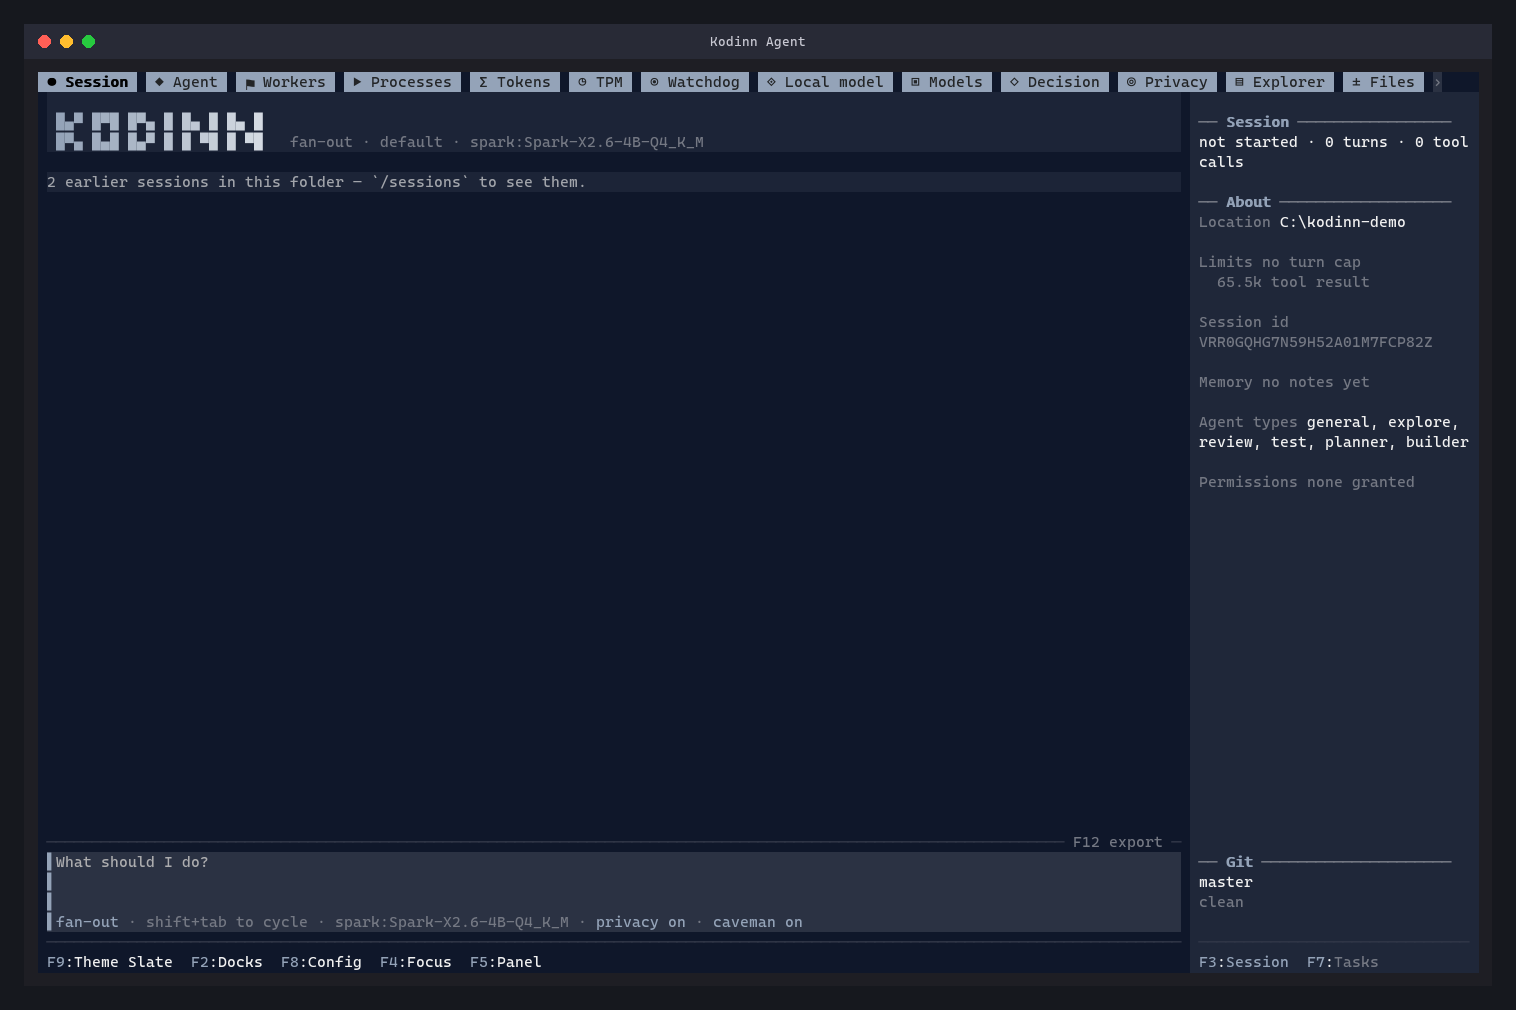 Kodinn Agent
● Session ◆ Agent Workers ▶ Processes Σ Tokens ◔ TPM ⦿ Watchdog Local model ▣ Models ◇ Decision ◎ Privacy ▤ Explorer ± Files ›
KODINN fan-out · default · spark:Spark-X2.6-4B-Q4_K_M
2 earlier sessions in this folder — `/sessions` to see them.
F12 export
What should I do?
fan-out · shift+tab to cycle · spark:Spark-X2.6-4B-Q4_K_M · privacy on · caveman on
F9:Theme Slate F2:Docks F8:Config F4:Focus F5:Panel
Session
not started · 0 turns · 0 tool
calls
About
Location C:\kodinn-demo
Limits no turn cap
65.5k tool result
Session id
VRR0GQHG7N59H52A01M7FCP82Z
Memory no notes yet
Agent types general, explore,
review, test, planner, builder
Permissions none granted
Git
master
clean
F3:Session F7:Tasks